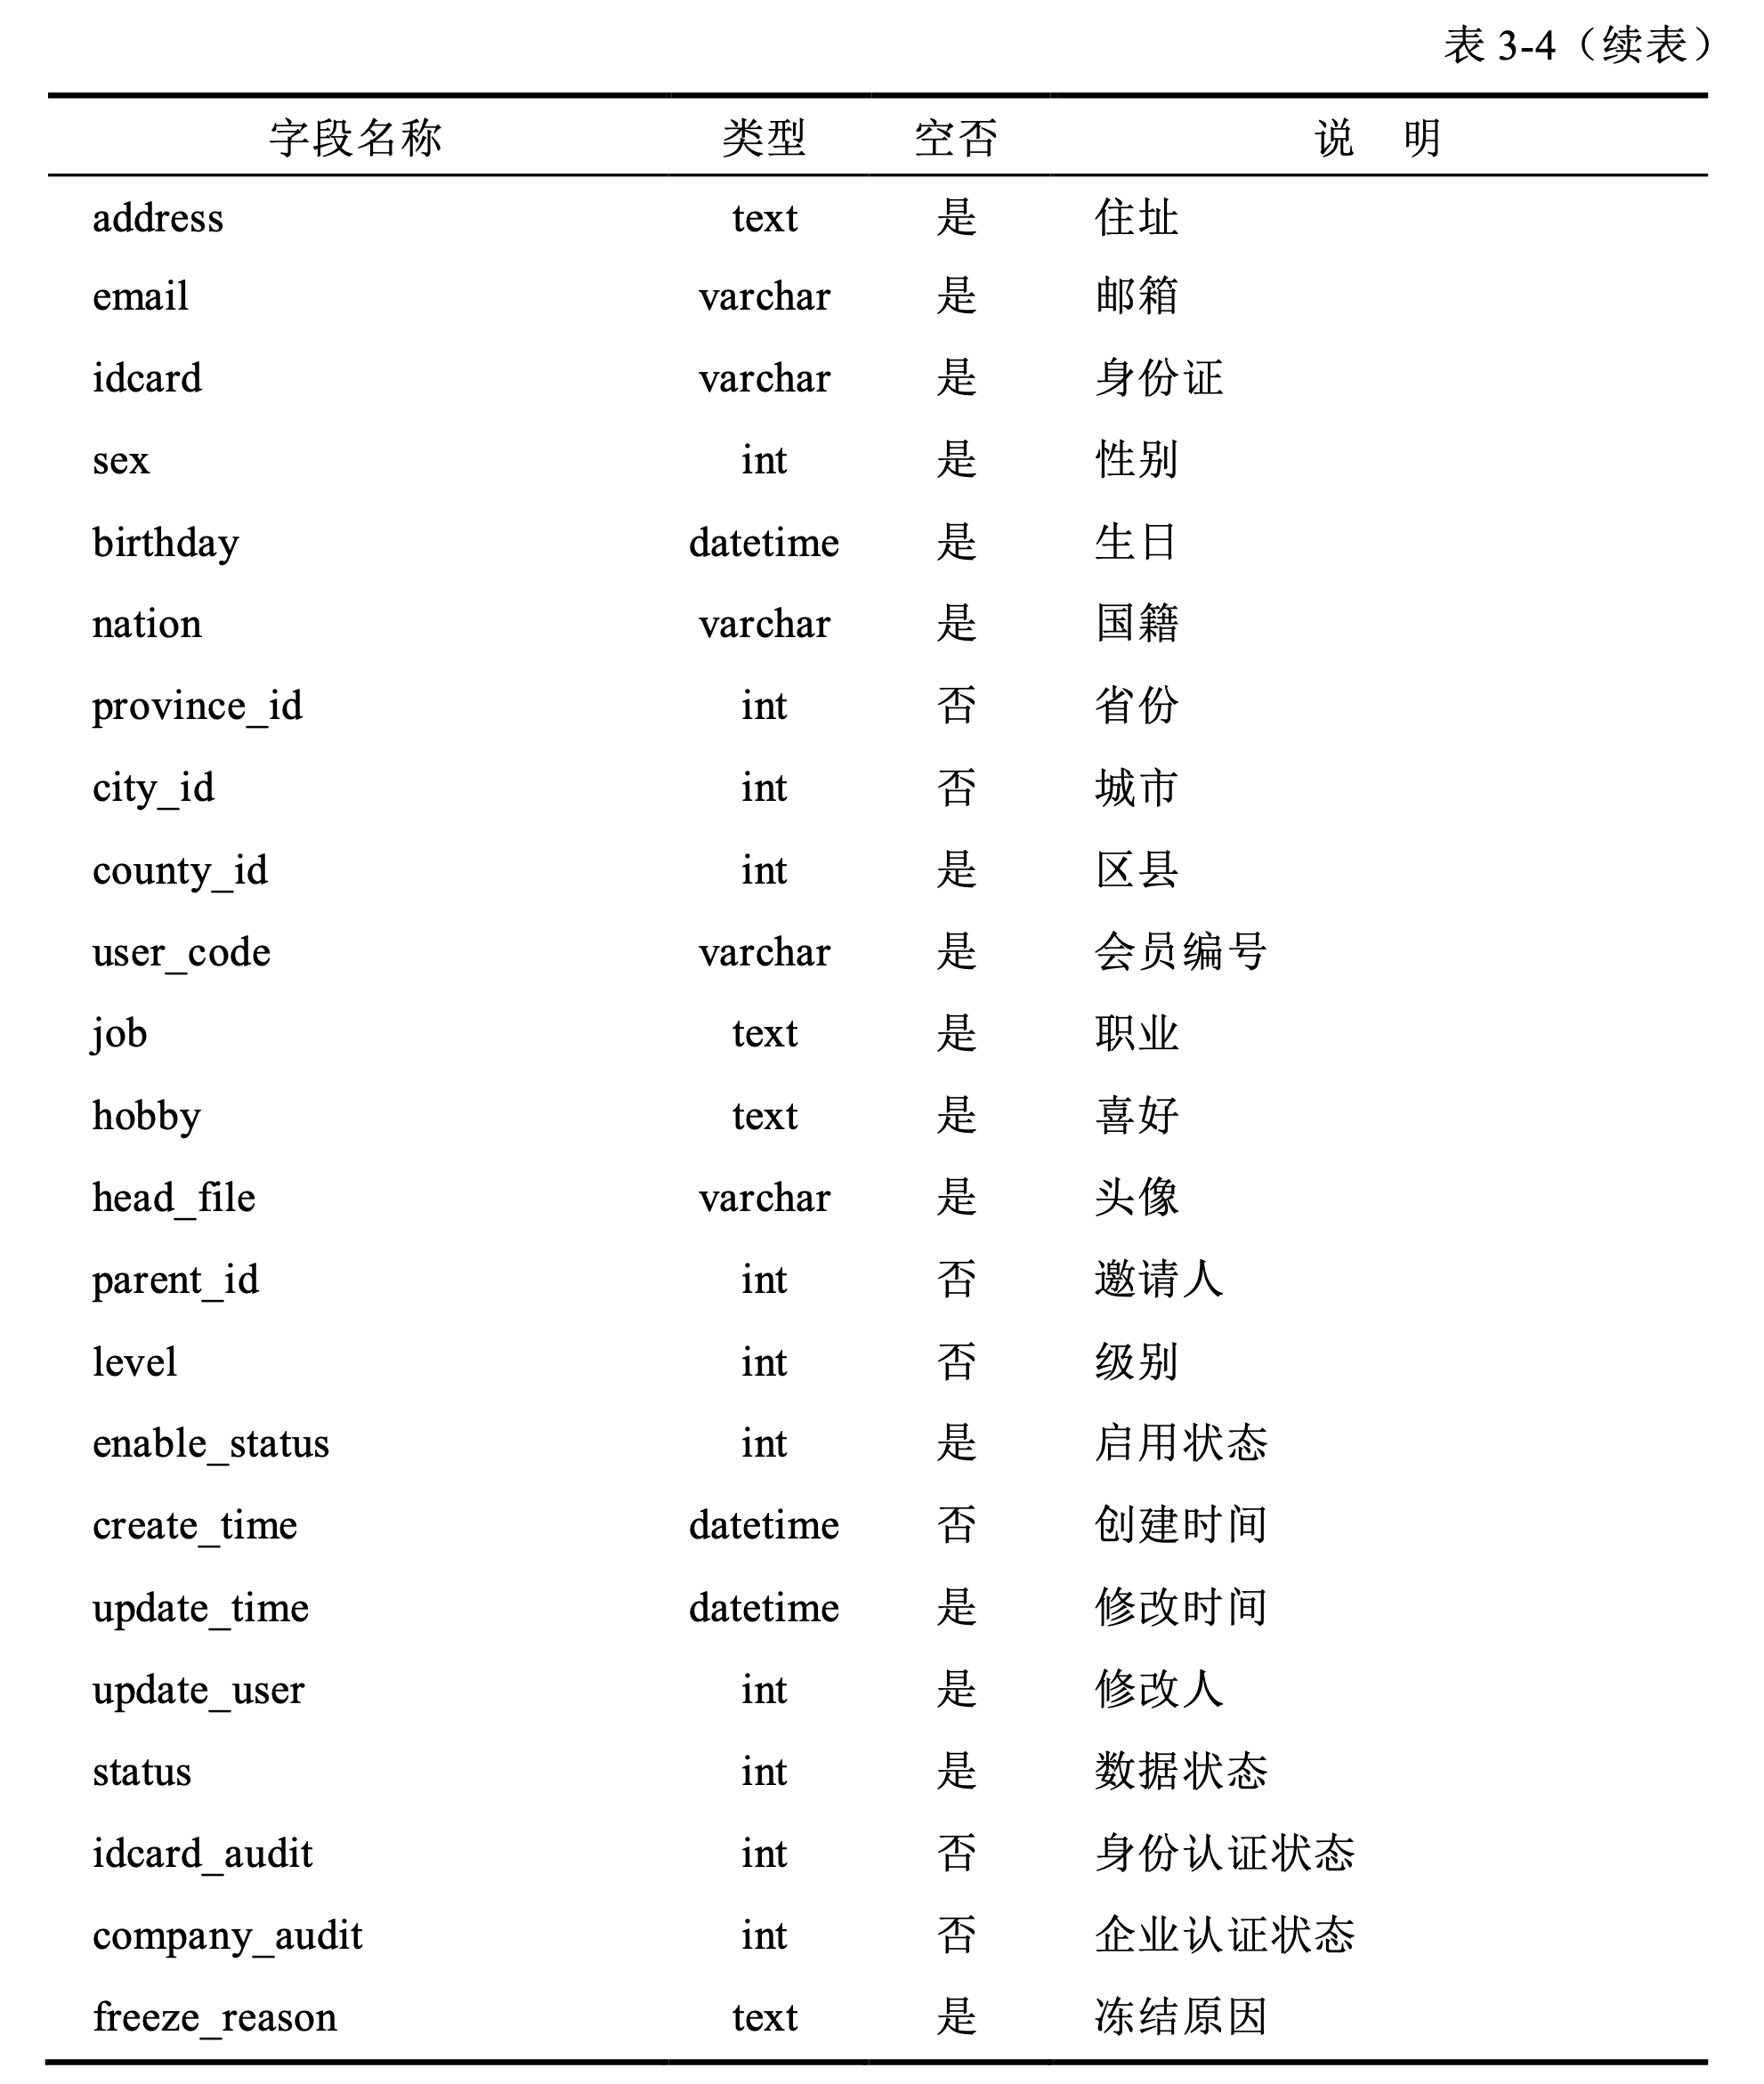 表 3-4（续表）
字段名称 类型 空否 说 明
address text 是 住址
email varchar 是 邮箱
idcard varchar 是 身份证
sex int 是 性别
birthday datetime 是 生日
nation varchar 是 国籍
province_id int 否 省份
city_id int 否 城市
county_id int 是 区县
user_code varchar 是 会员编号
job text 是 职业
hobby text 是 喜好
head_file varchar 是 头像
parent_id int 否 邀请人
level int 否 级别
enable_status int 是 启用状态
create_time datetime 否 创建时间
update_time datetime 是 修改时间
update_user int 是 修改人
status int 是 数据状态
idcard_audit int 否 身份认证状态
company_audit int 否 企业认证状态
freeze_reason text 是 冻结原因